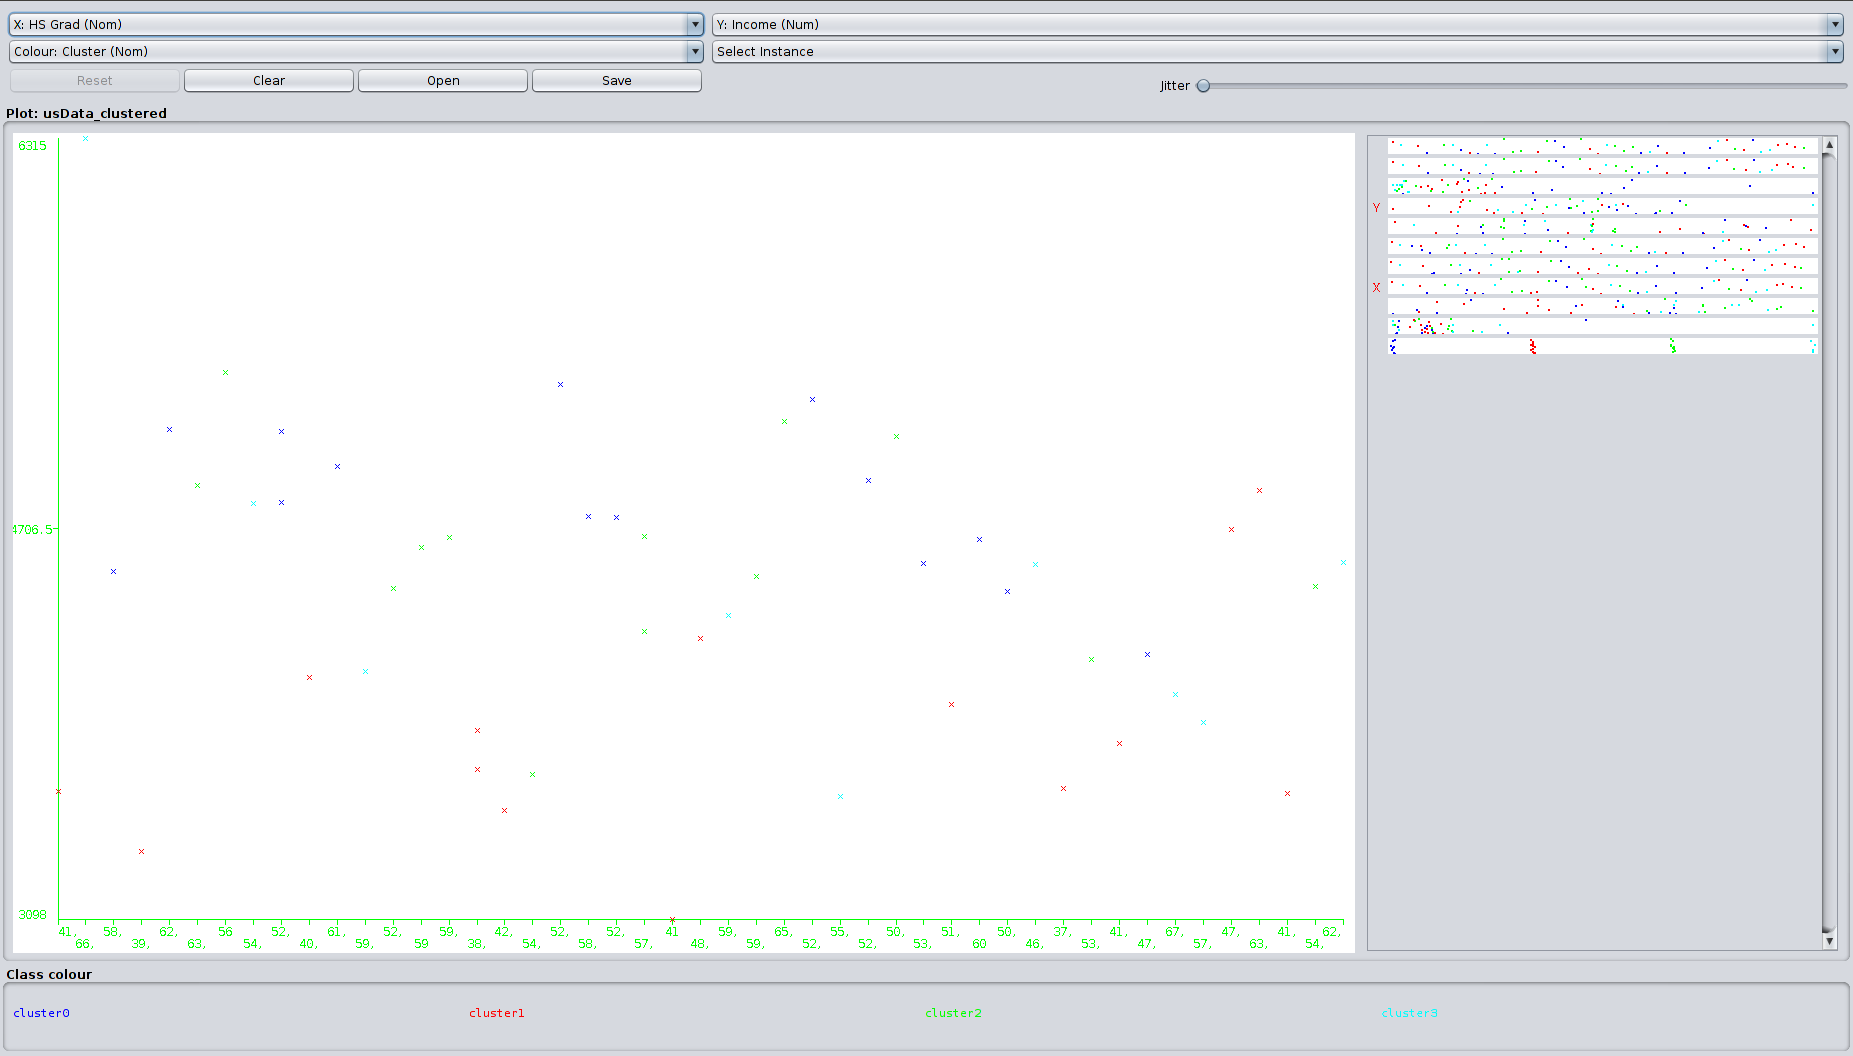 X: HS Grad (Nom) Y: Income (Num)
Colour: Cluster (Nom) Select Instance
Reset Clear Open Save Jitter
Plot: usData_clustered
6315
4706.5
3098
41, 58, 62, 56 52, 61, 52, 59, 42, 52, 52, 41 59, 65, 55, 50, 51, 50, 37, 41, 67, 47, 41, 62,
66, 39, 63, 54, 40, 59, 59 38, 54, 58, 57, 48, 59, 52, 52, 53, 60 46, 53, 47, 57, 63, 54,
Y
X
Class colour
cluster0 cluster1 cluster2 cluster3